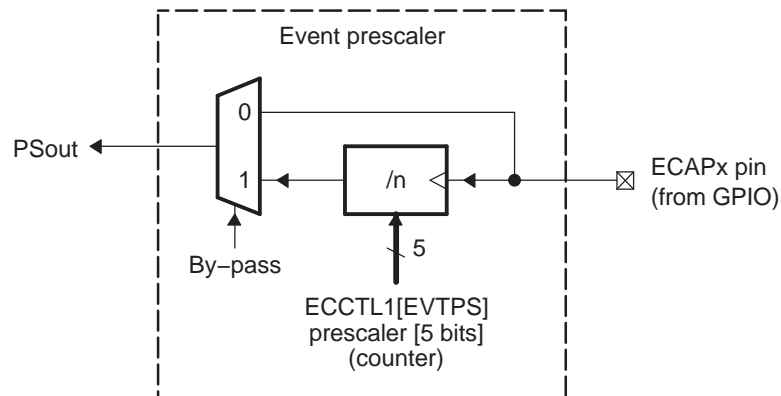 Event prescaler
0
PSout
1
/n
ECAPx pin
(from GPIO)
5
By−pass
ECCTL1[EVTPS]
prescaler [5 bits]
(counter)